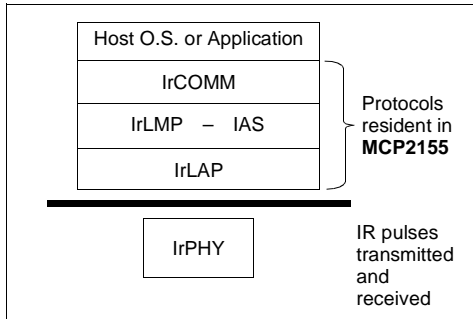 Host O.S. or Application
IrCOMM
IrLMP – IAS
IrLAP
Protocols
resident in
MCP2155
IrPHY
IR pulses
transmitted
and
received